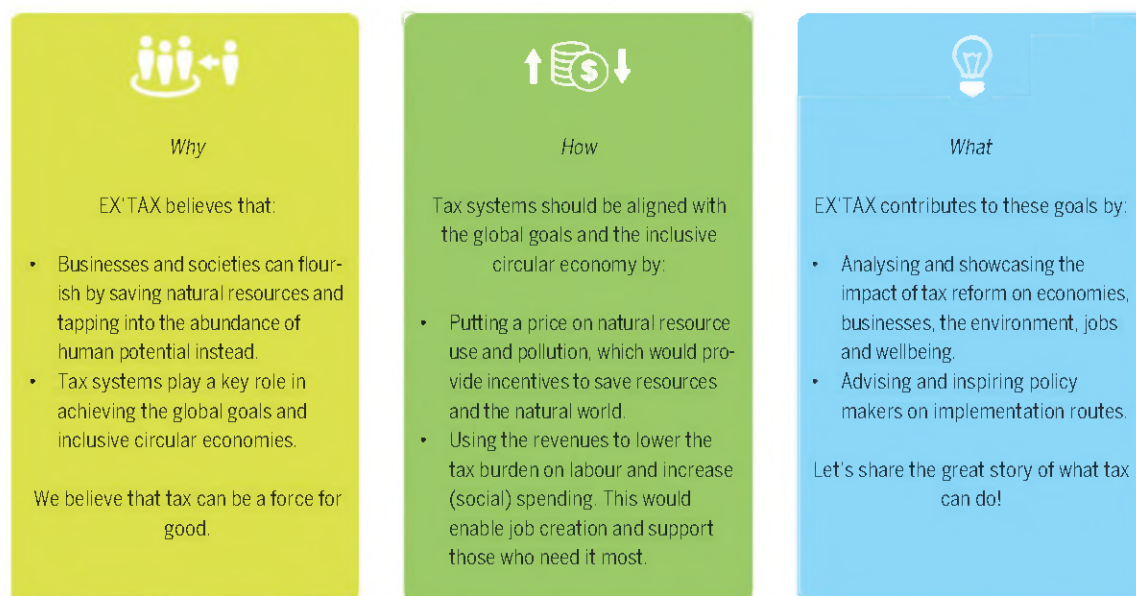 Why
EX'TAX believes that:
• Businesses and societies can flour-
ish by saving natural resources and
tapping into the abundance of
human potential instead.
• Tax systems play a key role in
achieving the global goals and
inclusive circular economies.
We believe that tax can be a force for
good.
$
How
Tax systems should be aligned with
the global goals and the inclusive
circular economy by:
• Putting a price on natural resource
use and pollution, which would pro-
vide incentives to save resources
and the natural world.
• Using the revenues to lower the
tax burden on labour and increase
(social) spending. This would
enable job creation and support
those who need it most.
What
EX'TAX contributes to these goals by:
• Analysing and showcasing the
impact of tax reform on economies,
businesses, the environment, jobs
and wellbeing.
• Advising and inspiring policy
makers on implementation routes.
Let's share the great story of what tax
can do!